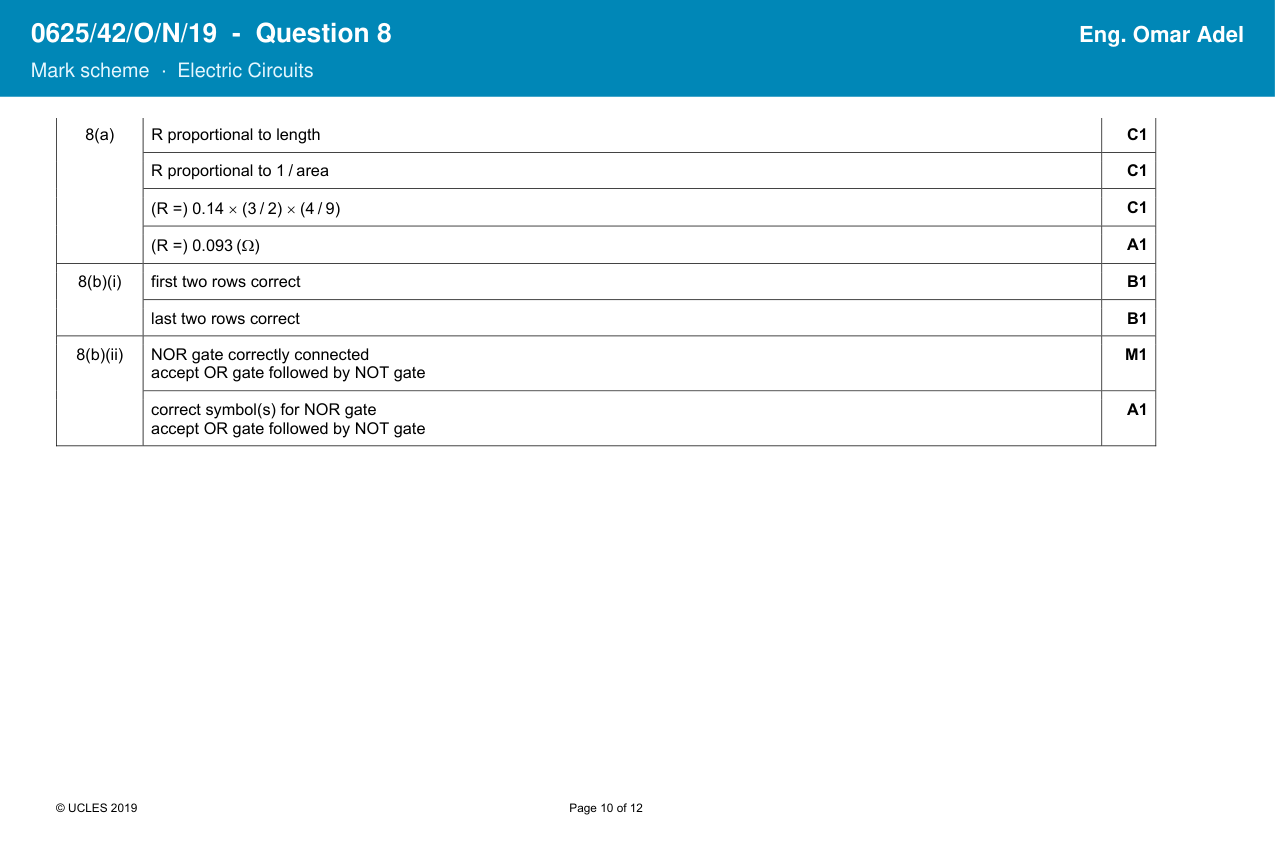 0625/42/O/N/19 - Question 8
Eng. Omar Adel
Mark scheme · Electric Circuits
8(a) R proportional to length C1
R proportional to 1 / area C1
(R =) 0.14 × (3 / 2) × (4 / 9) C1
(R =) 0.093 (Ω) A1
8(b)(i) first two rows correct B1
last two rows correct B1
8(b)(ii) NOR gate correctly connected M1
accept OR gate followed by NOT gate
correct symbol(s) for NOR gate A1
accept OR gate followed by NOT gate
© UCLES 2019 Page 10 of 12